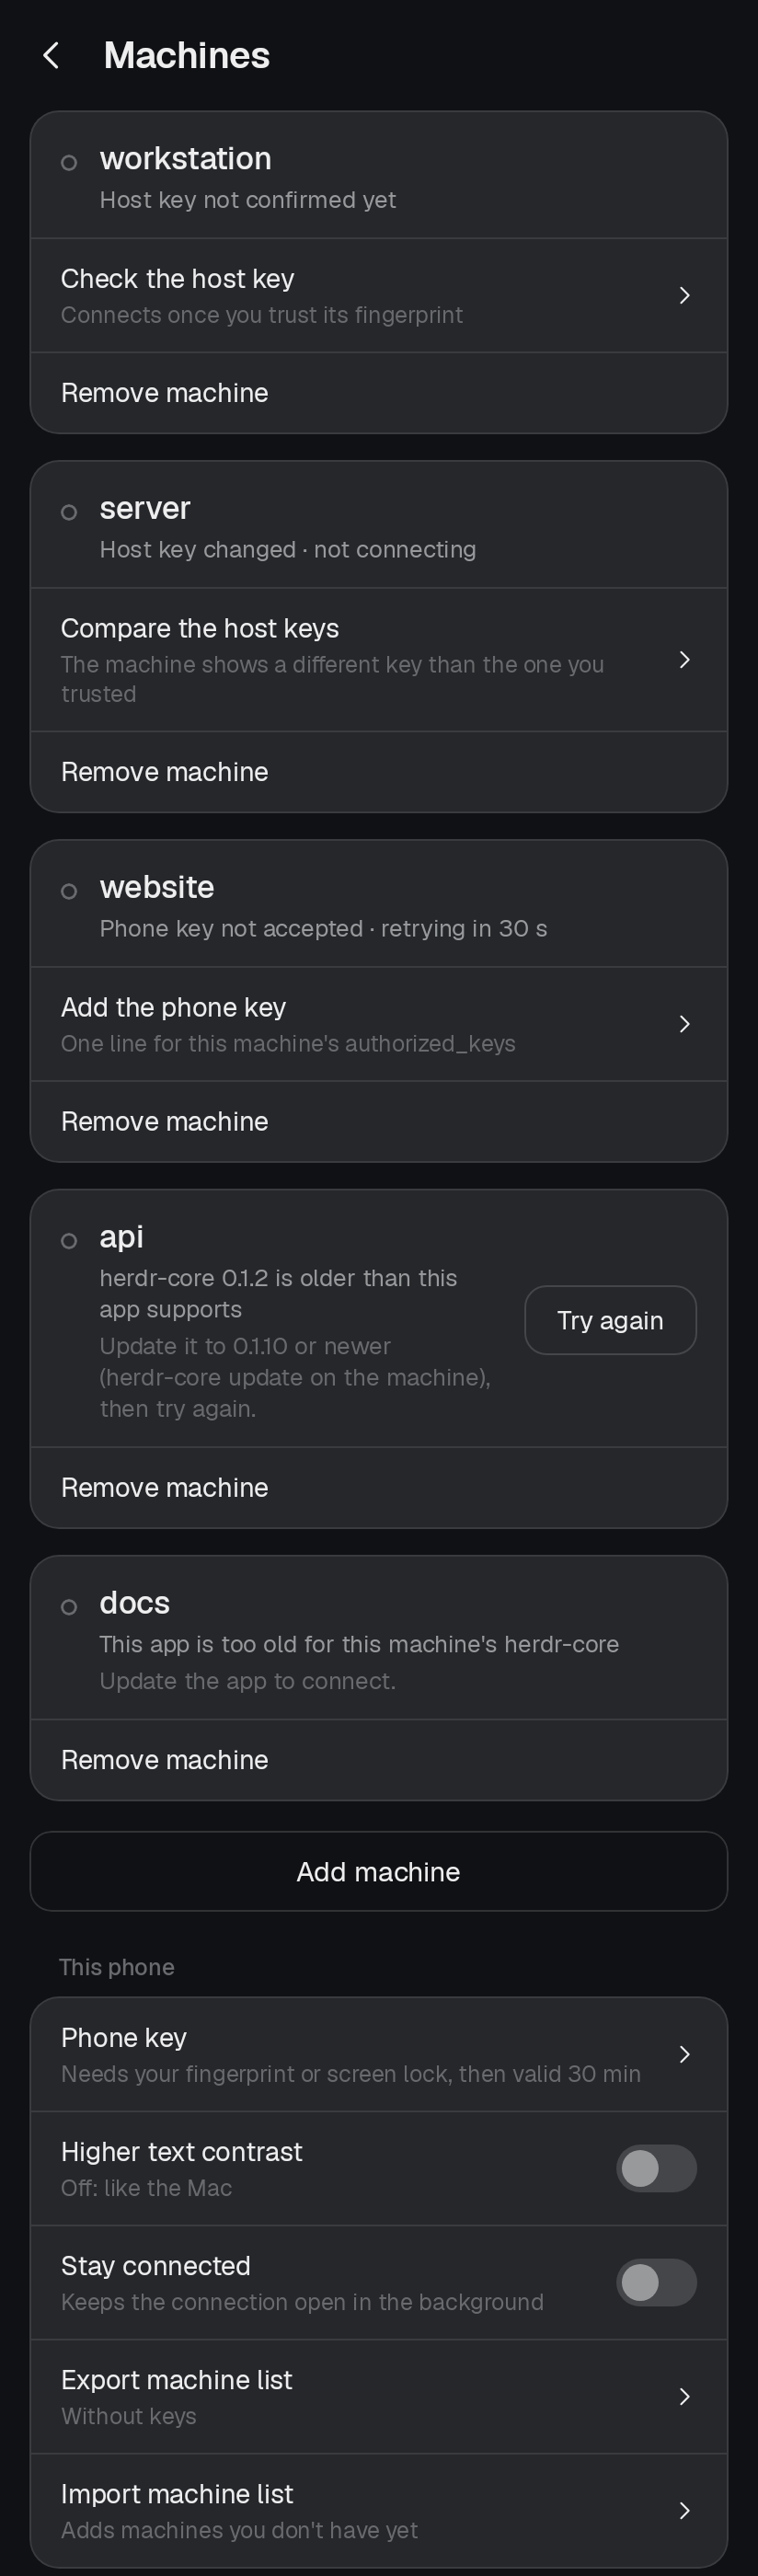 Machines
workstation
Host key not confirmed yet
Check the host key
Connects once you trust its fingerprint
Remove machine
server
Host key changed · not connecting
Compare the host keys
The machine shows a different key than the one you
trusted
Remove machine
website
Phone key not accepted · retrying in 30 s
Add the phone key
One line for this machine's authorized_keys
Remove machine
api
herdr-core 0.1.2 is older than this
app supports
Update it to 0.1.10 or newer
(herdr-core update on the machine),
then try again.
Try again
Remove machine
docs
This app is too old for this machine's herdr-core
Update the app to connect.
Remove machine
Add machine
This phone
Phone key
Needs your fingerprint or screen lock, then valid 30 min
Higher text contrast
Off: like the Mac
Stay connected
Keeps the connection open in the background
Export machine list
Without keys
Import machine list
Adds machines you don't have yet